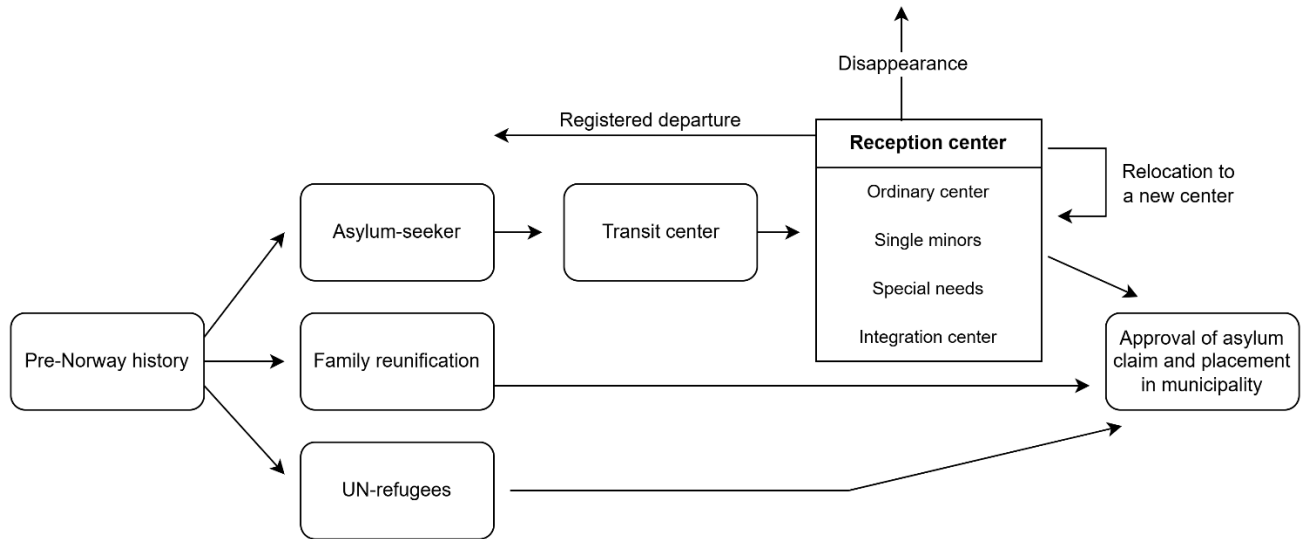 Disappearance
Registered departure
Reception center
Ordinary center
Single minors
Special needs
Integration center
Relocation to
a new center
Asylum-seeker
Transit center
Pre-Norway history
Family reunification
Approval of asylum
claim and placement
in municipality
UN-refugees